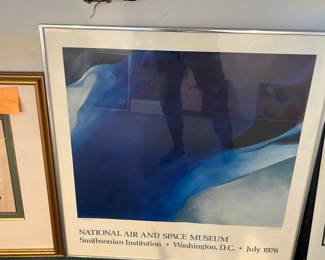 NATIONAL AIR AND SPACE MUSEUM
Smithsonian Institution • Washington, D.C. • July 1976